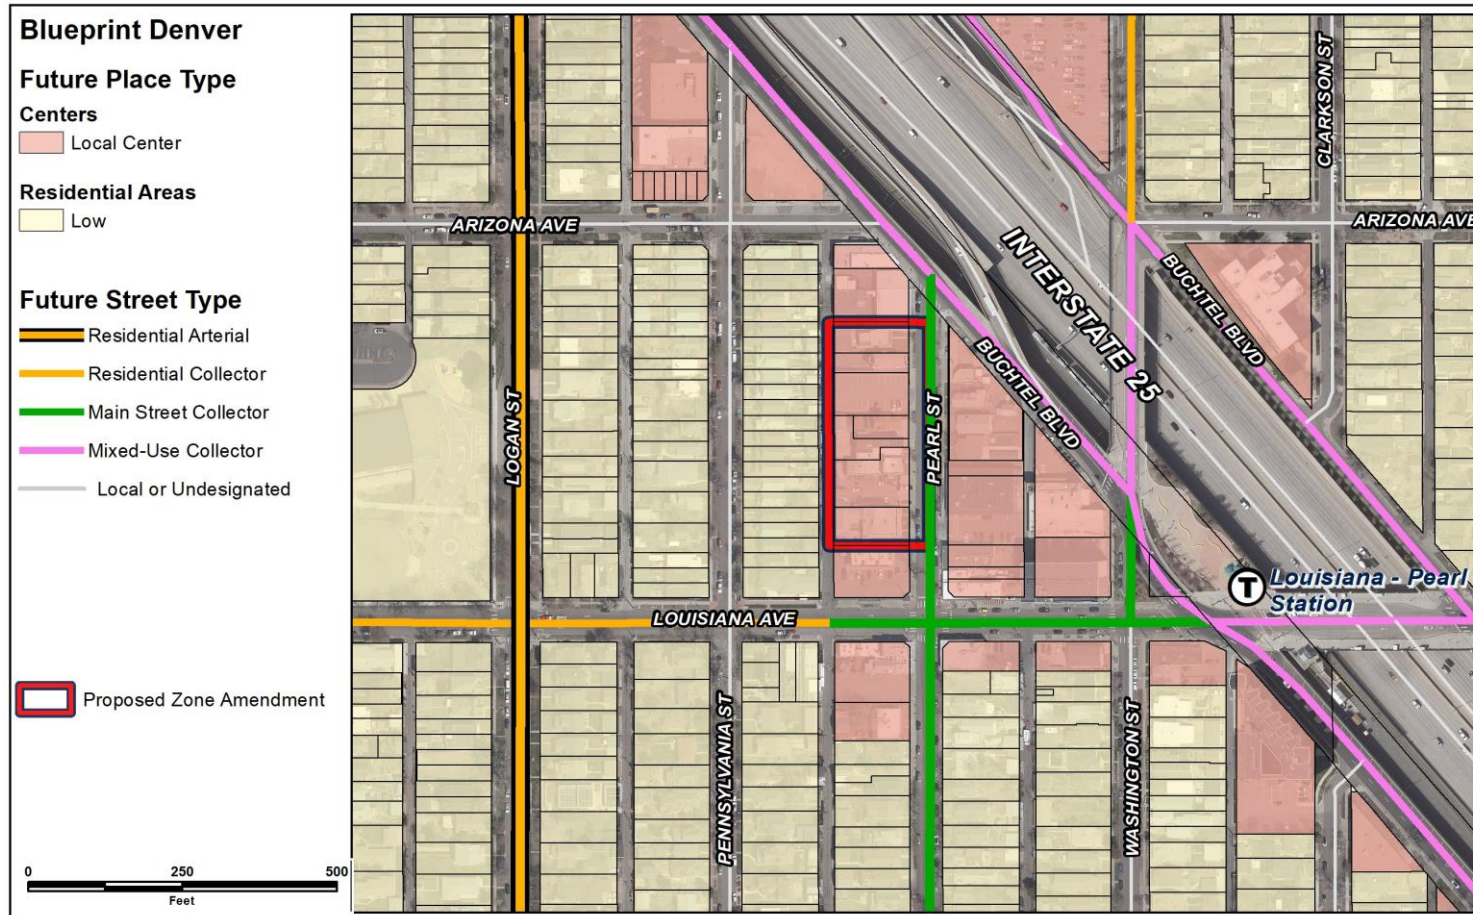 Blueprint Denver
Future Place Type
Centers
Local Center
Residential Areas
Low
Future Street Type
Residential Arterial
Residential Collector
Main Street Collector
Mixed-Use Collector
Local or Undesignated
Proposed Zone Amendment
0 250 500
Feet
CLARKSON ST
ARIZONA AVE
ARIZONA AVE
INTERSTATE 25
BUCHTEL BLVD
BUCHTEL BLVD
LOGAN ST
PEARL ST
T
Louisiana - Pearl
Station
LOUISIANA AVE
PENNSYLVANIA ST
WASHINGTON ST